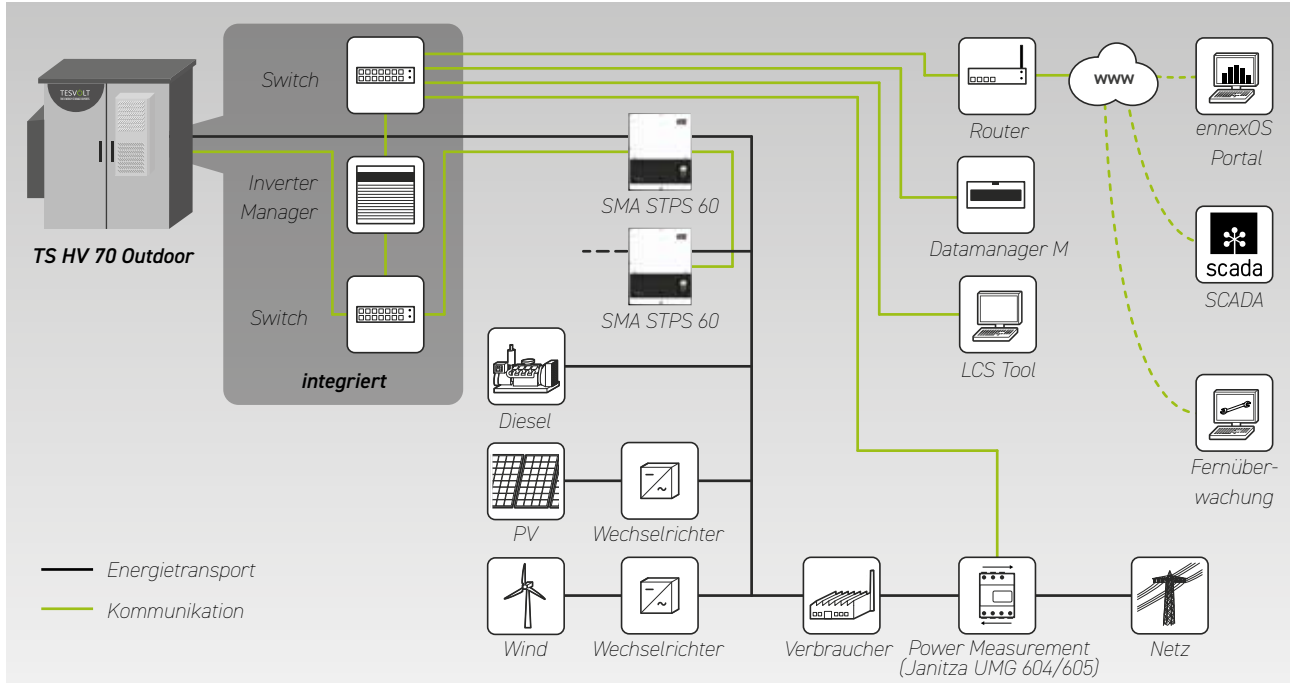 TESVOLT
TS HV 70 Outdoor
Switch
Inverter
Manager
Switch
integriert
SMA STPS 60
SMA STPS 60
Router
www
ennexOS
Portal
Datamanager M
scada
SCADA
LCS Tool
Fernüber-
wachung
Diesel
PV
Wechselrichter
Wind
Wechselrichter
Verbraucher
Power Measurement
(Janitza UMG 604/605)
Netz
Energietransport
Kommunikation